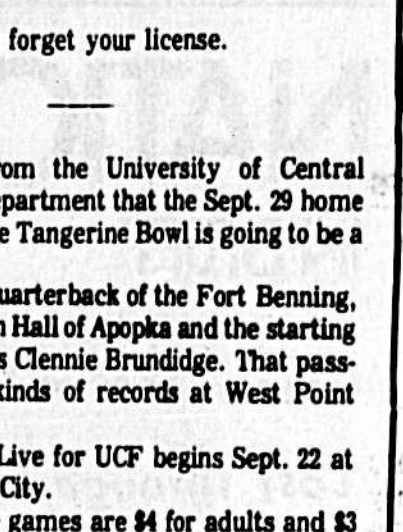 forget your license.
rom the University of Central
partment that the Sept. 29 home
e Tangerine Bowl is going to be a
uarterback of the Fort Benning,
n Hall of Apopka and the starting
s Clennie Brundidge. That pass-
kinds of records at West Point
Live for UCF begins Sept. 22 at
City.
games are $4 for adults and $3